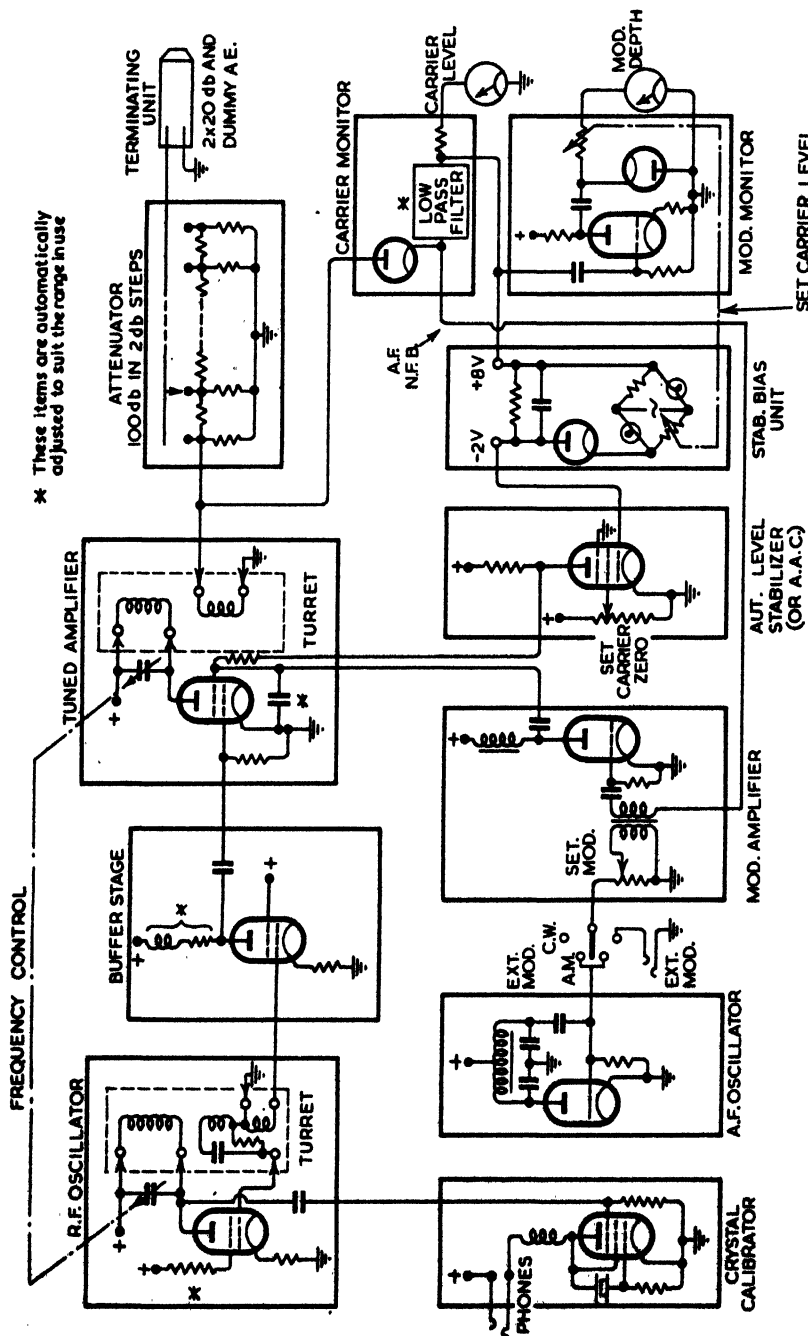 FREQUENCY CONTROL
✱ These items are automatically
adjusted to suit the range in use
R.F. OSCILLATOR
+
+
✱
TURRET
BUFFER STAGE
+
✱
+
TUNED AMPLIFIER
+
✱
TURRET
ATTENUATOR
100db IN 2db STEPS
TERMINATING
UNIT
2x20 db AND
DUMMY AE.
CRYSTAL
CALIBRATOR
+
PHONES
A.F. OSCILLATOR
+
EXT.
MOD.
C.W.
A.M.
EXT.
MOD.
MOD. AMPLIFIER
SET.
MOD.
+
AUT. LEVEL
STABILIZER
(OR A.A.C.)
+
+
SET
CARRIER
ZERO
STAB. BIAS
UNIT
-2V
+8V
~
A.F.
N.F.B.
CARRIER MONITOR
✱
LOW
PASS
FILTER
CARRIER
LEVEL
MOD. MONITOR
+
MOD.
DEPTH
SET CARRIER LEVEL